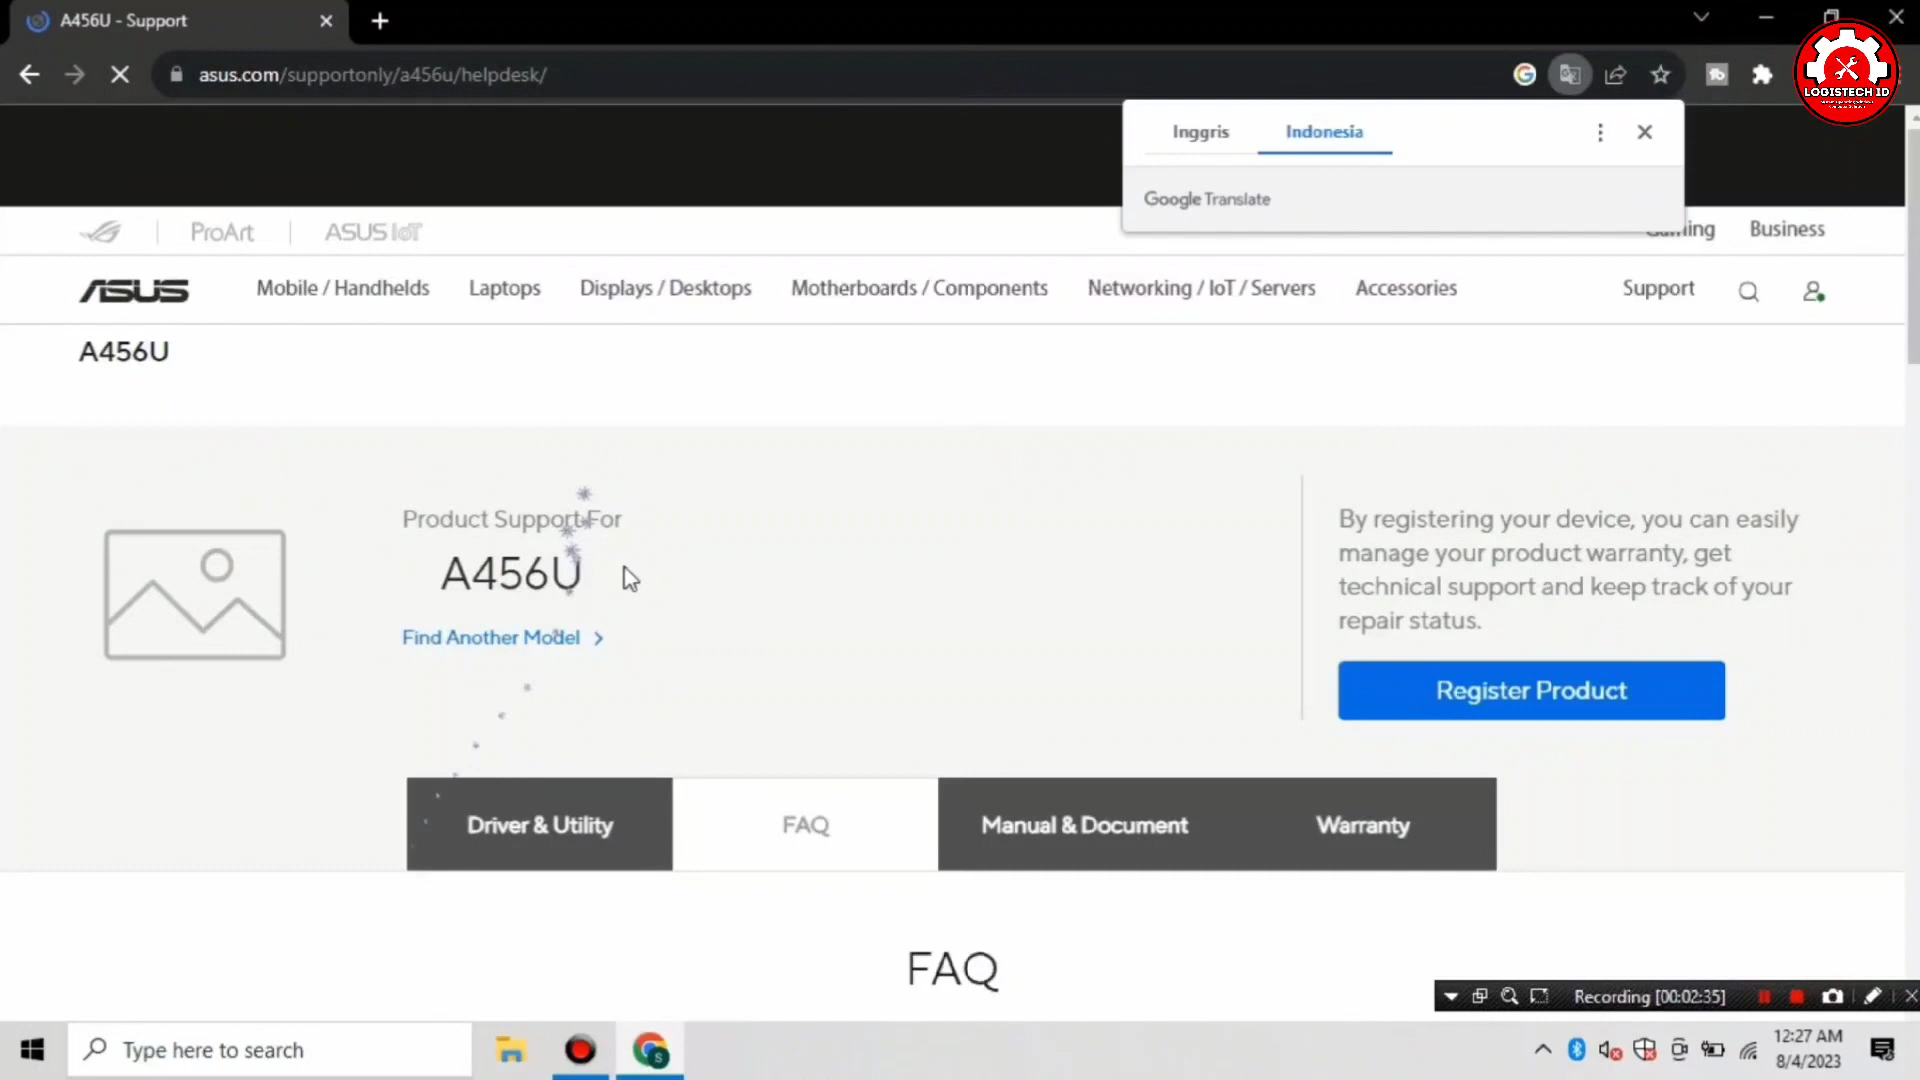 A456U - Support
asus.com/supportonly/a456u/helpdesk/
LOGISTECH ID
Inggris
Indonesia
Google Translate
ProArt
ASUS IoT
Gaming
Business
ASUS
Mobile / Handhelds
Laptops
Displays / Desktops
Motherboards / Components
Networking / IoT / Servers
Accessories
Support
A456U
Product Support For
A456U
Find Another Model
By registering your device, you can easily
manage your product warranty, get
technical support and keep track of your
repair status.
Register Product
Driver & Utility
FAQ
Manual & Document
Warranty
FAQ
Recording [00:02:35]
Type here to search
12:27 AM
8/4/2023